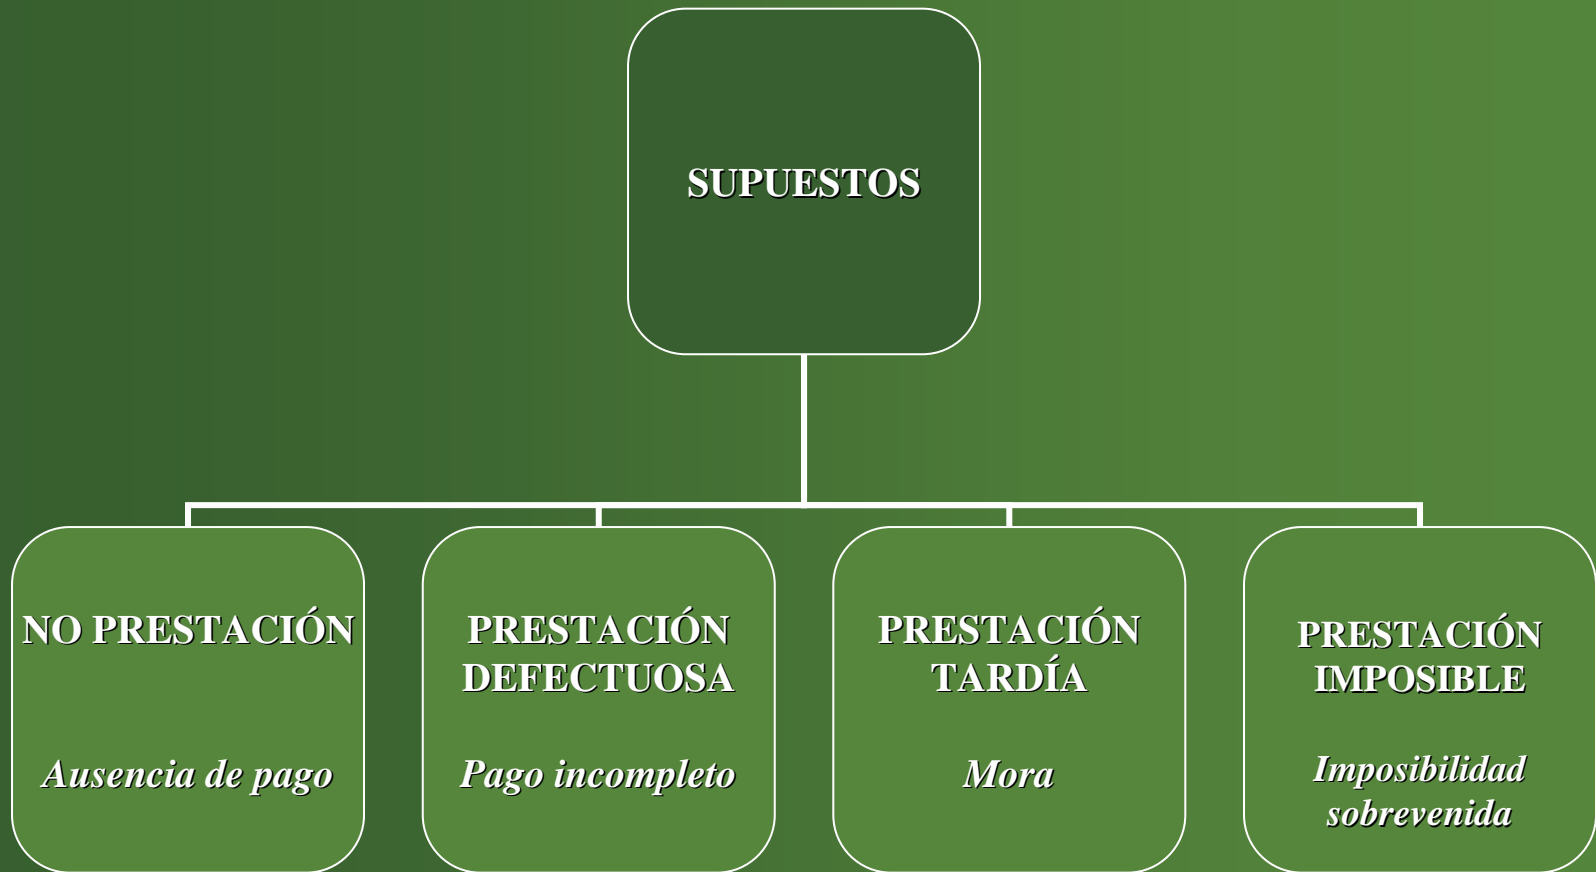 SUPUESTOS
NO PRESTACIÓN
Ausencia de pago
PRESTACIÓN
DEFECTUOSA
Pago incompleto
PRESTACIÓN
TARDÍA
Mora
PRESTACIÓN
IMPOSIBLE
Imposibilidad
sobrevenida